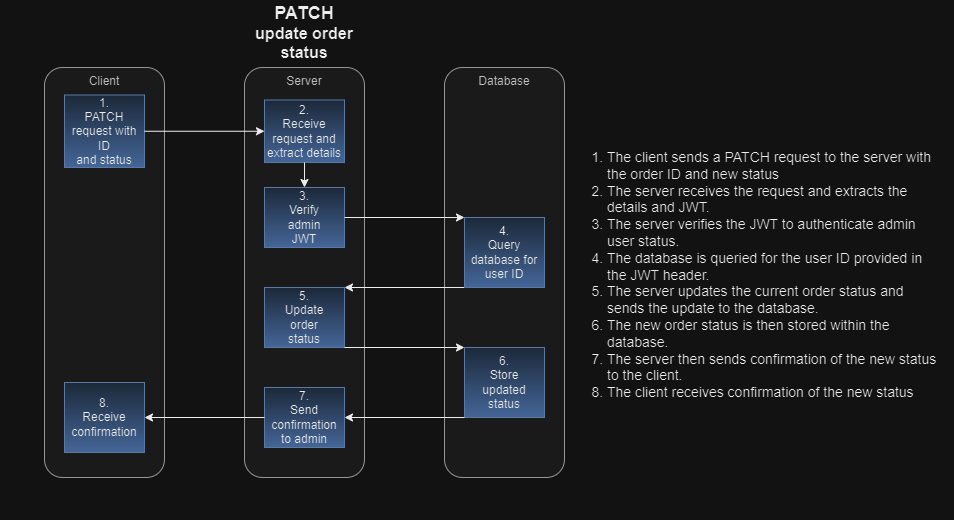 PATCH
update order
status
Client
Server
Database
1.
PATCH
request with
ID
and status
2.
Receive
request and
extract details
3.
Verify
admin
JWT
4.
Query
database for
user ID
5.
Update
order
status
6.
Store
updated
status
7.
Send
confirmation
to admin
8.
Receive
confirmation
1. The client sends a PATCH request to the server with
the order ID and new status
2. The server receives the request and extracts the
details and JWT.
3. The server verifies the JWT to authenticate admin
user status.
4. The database is queried for the user ID provided in
the JWT header.
5. The server updates the current order status and
sends the update to the database.
6. The new order status is then stored within the
database.
7. The server then sends confirmation of the new status
to the client.
8. The client receives confirmation of the new status